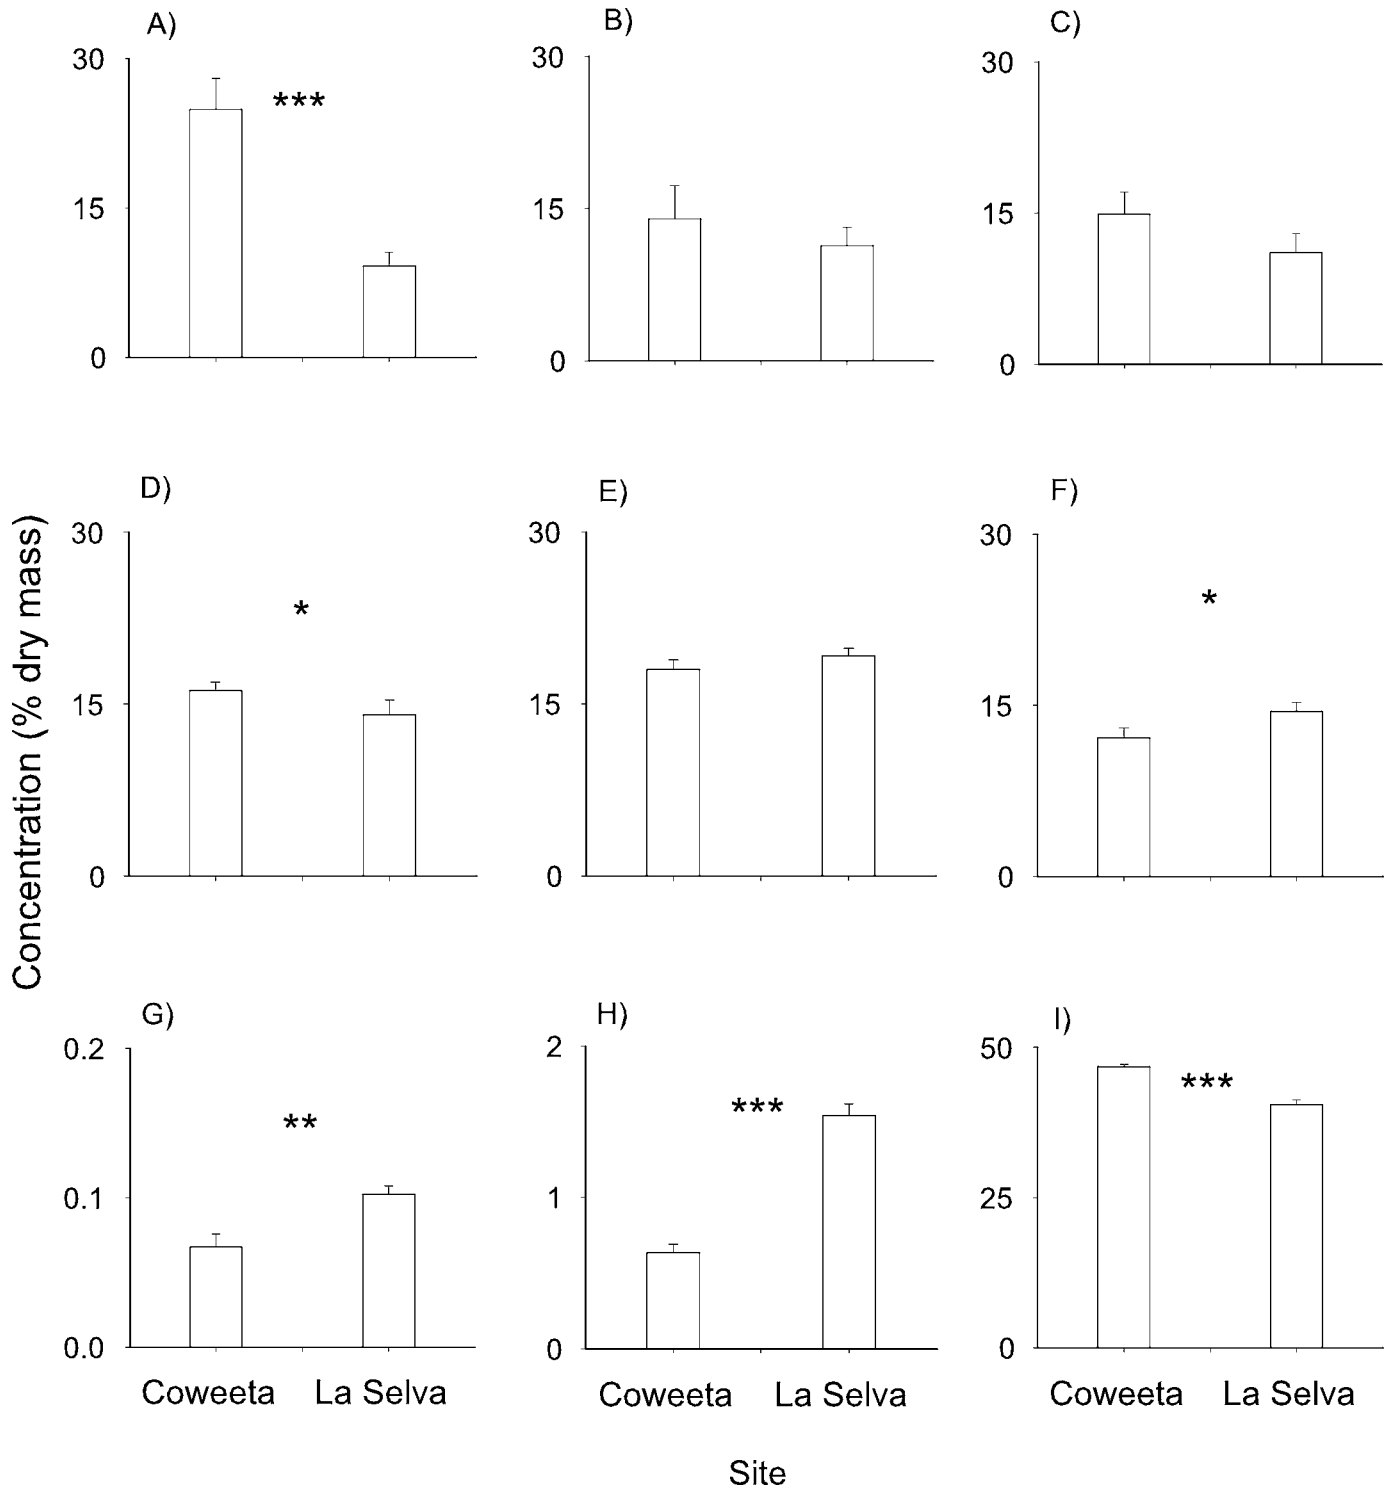 A)
30
15
0
***
B)
30
15
0
C)
30
15
0
Concentration (% dry mass)
D)
30
15
0
*
E)
30
15
0
F)
30
15
0
*
G)
0.2
0.1
0.0
**
H)
2
1
0
***
I)
50
25
0
***
Coweeta La Selva
Coweeta La Selva
Coweeta La Selva
Site